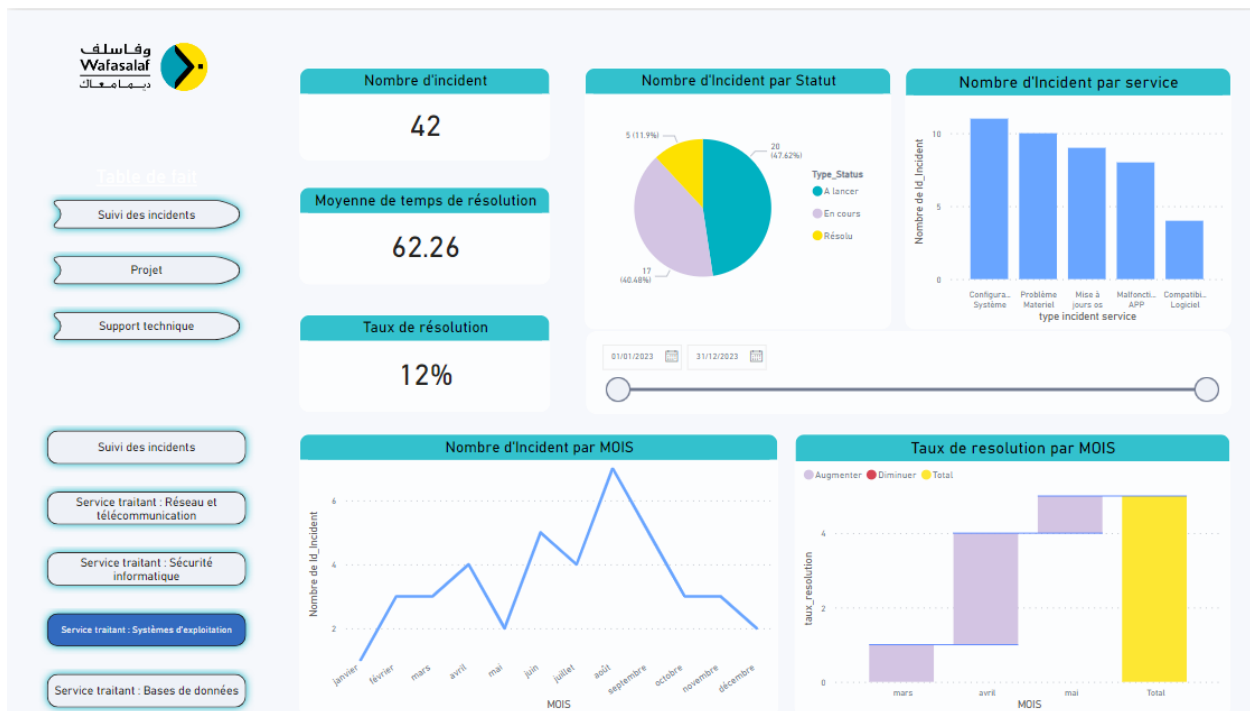 وفاسلف
Wafasalaf
ديـمـا مـعـاك
Table de fait
Suivi des incidents
Projet
Support technique
Suivi des incidents
Service traitant : Réseau et
télécommunication
Service traitant : Sécurité
informatique
Service traitant : Systèmes d'exploitation
Service traitant : Bases de données
Nombre d'incident
42
Moyenne de temps de résolution
62.26
Taux de résolution
12%
Nombre d'Incident par Statut
5 (11.9%)
20
(47.62%)
17
(40.48%)
Type_Status
A lancer
En cours
Résolu
Nombre d'Incident par service
Nombre de Id_Incident
10
5
0
Configura...
Système
Problème
Materiel
Mise à
jours os
Malfoncti...
APP
Compatibi...
Logiciel
type incident service
01/01/2023
31/12/2023
Nombre d'Incident par MOIS
Nombre de Id_Incident
6
4
2
janvier
février
mars
avril
mai
juin
juillet
août
septembre
octobre
novembre
décembre
MOIS
Taux de resolution par MOIS
Augmenter
Diminuer
Total
taux_resolution
4
2
0
mars
avril
mai
Total
MOIS